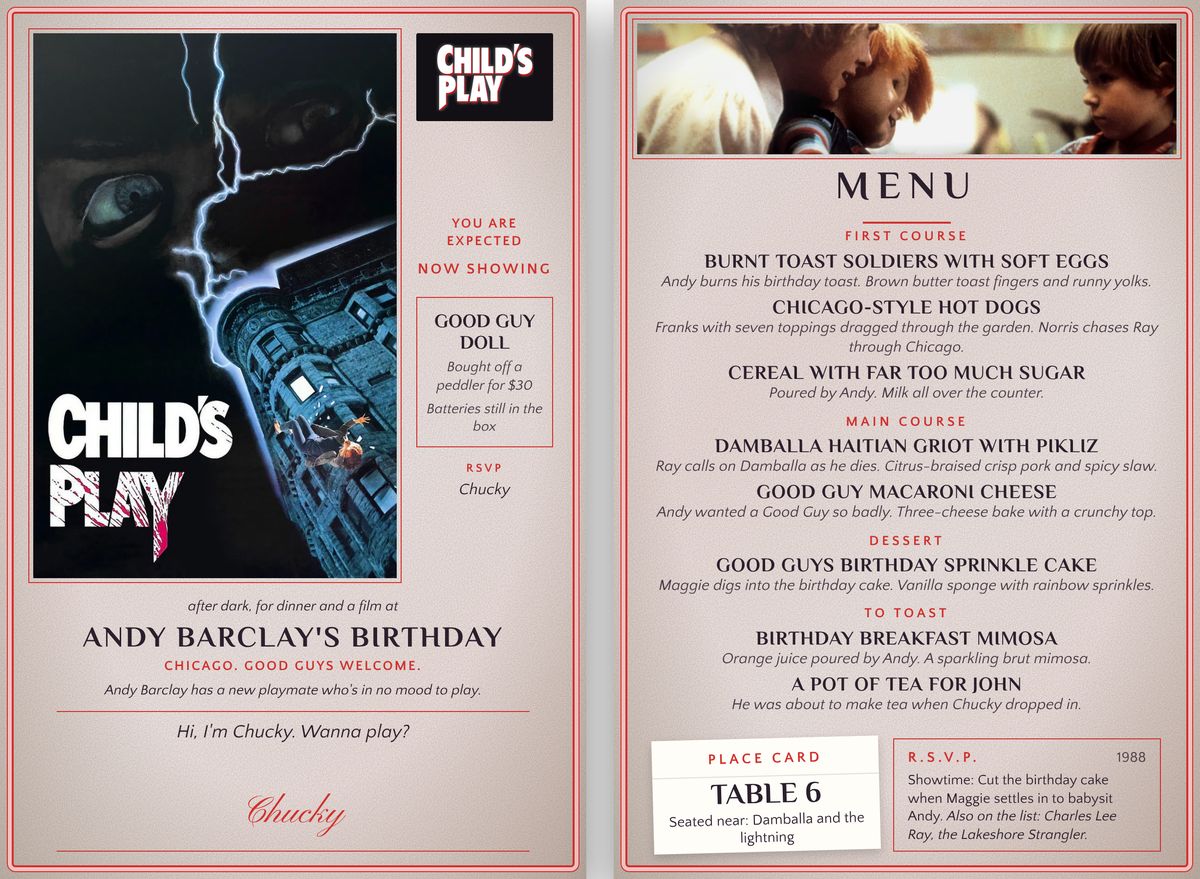 CHILD'S
PLAY
CHILD'S
PLAY
YOU ARE
EXPECTED
NOW SHOWING
GOOD GUY
DOLL
Bought off a
peddler for $30
Batteries still in the
box
RSVP
Chucky
after dark, for dinner and a film at
ANDY BARCLAY'S BIRTHDAY
CHICAGO. GOOD GUYS WELCOME.
Andy Barclay has a new playmate who's in no mood to play.
Hi, I'm Chucky. Wanna play?
Chucky
MENU
FIRST COURSE
BURNT TOAST SOLDIERS WITH SOFT EGGS
Andy burns his birthday toast. Brown butter toast fingers and runny yolks.
CHICAGO-STYLE HOT DOGS
Franks with seven toppings dragged through the garden. Norris chases Ray
through Chicago.
CEREAL WITH FAR TOO MUCH SUGAR
Poured by Andy. Milk all over the counter.
MAIN COURSE
DAMBALLA HAITIAN GRIOT WITH PIKLIZ
Ray calls on Damballa as he dies. Citrus-braised crisp pork and spicy slaw.
GOOD GUY MACARONI CHEESE
Andy wanted a Good Guy so badly. Three-cheese bake with a crunchy top.
DESSERT
GOOD GUYS BIRTHDAY SPRINKLE CAKE
Maggie digs into the birthday cake. Vanilla sponge with rainbow sprinkles.
TO TOAST
BIRTHDAY BREAKFAST MIMOSA
Orange juice poured by Andy. A sparkling brut mimosa.
A POT OF TEA FOR JOHN
He was about to make tea when Chucky dropped in.
PLACE CARD
TABLE 6
Seated near: Damballa and the
lightning
R.S.V.P. 1988
Showtime: Cut the birthday cake
when Maggie settles in to babysit
Andy. Also on the list: Charles Lee
Ray, the Lakeshore Strangler.